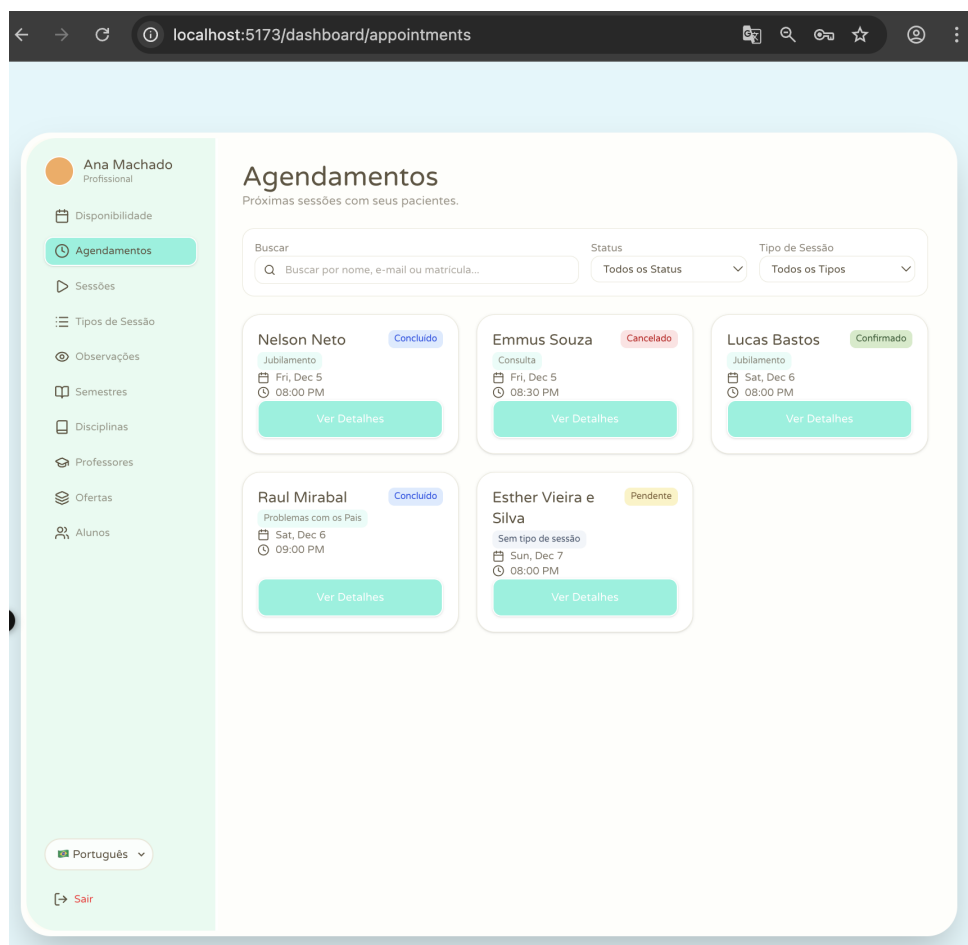 localhost:5173/dashboard/appointments
Ana Machado
Profissional
Disponibilidade
Agendamentos
Sessões
Tipos de Sessão
Observações
Semestres
Disciplinas
Professores
Ofertas
Alunos
Português
Sair
Agendamentos
Próximas sessões com seus pacientes.
Buscar
Buscar por nome, e-mail ou matrícula...
Status
Todos os Status
Tipo de Sessão
Todos os Tipos
Nelson Neto
Concluído
Jubilamento
Fri, Dec 5
08:00 PM
Ver Detalhes
Emmus Souza
Cancelado
Consulta
Fri, Dec 5
08:30 PM
Ver Detalhes
Lucas Bastos
Confirmado
Jubilamento
Sat, Dec 6
08:00 PM
Ver Detalhes
Raul Mirabal
Concluído
Problemas com os Pais
Sat, Dec 6
09:00 PM
Ver Detalhes
Esther Vieira e
Silva
Pendente
Sem tipo de sessão
Sun, Dec 7
08:00 PM
Ver Detalhes